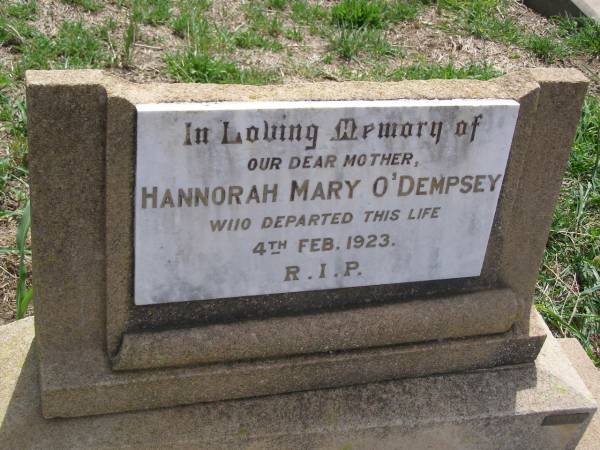 In Loving Memory of
OUR DEAR MOTHER,
HANNORAH MARY O'DEMPSEY
WHO DEPARTED THIS LIFE
4TH FEB. 1923.
R.I.P.